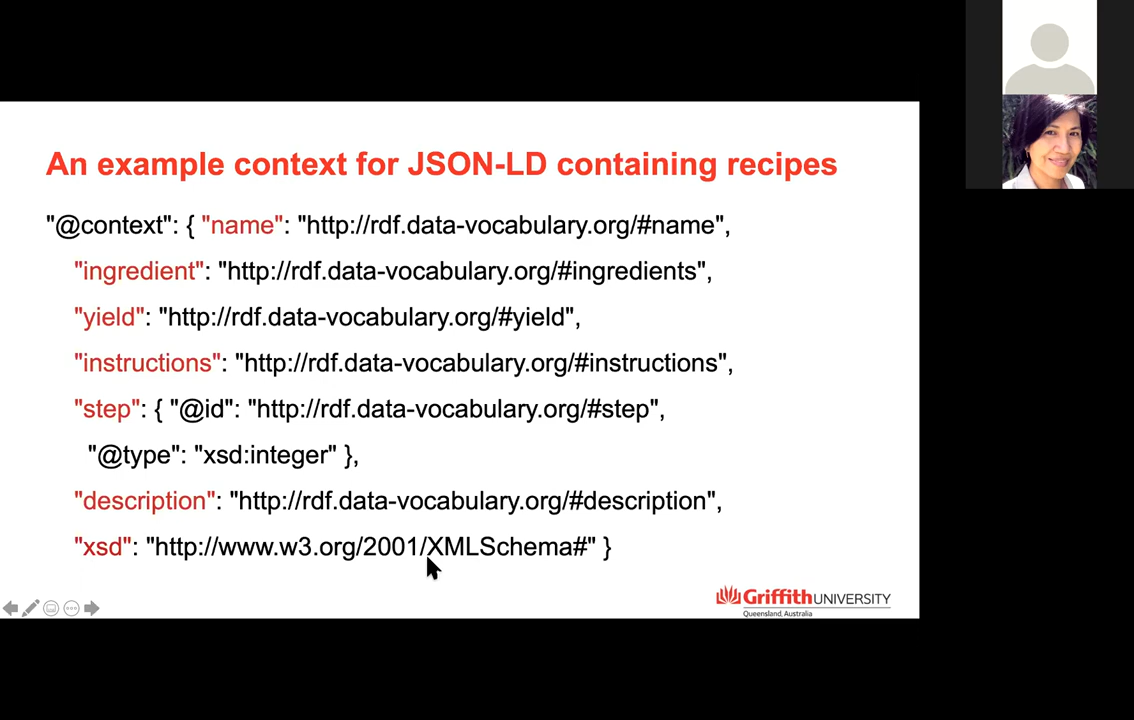 An example context for JSON-LD containing recipes
"@context": { "name": "http://rdf.data-vocabulary.org/#name",
"ingredient": "http://rdf.data-vocabulary.org/#ingredients",
"yield": "http://rdf.data-vocabulary.org/#yield",
"instructions": "http://rdf.data-vocabulary.org/#instructions",
"step": { "@id": "http://rdf.data-vocabulary.org/#step",
"@type": "xsd:integer" },
"description": "http://rdf.data-vocabulary.org/#description",
"xsd": "http://www.w3.org/2001/XMLSchema#" }
Griffith UNIVERSITY
Queensland, Australia